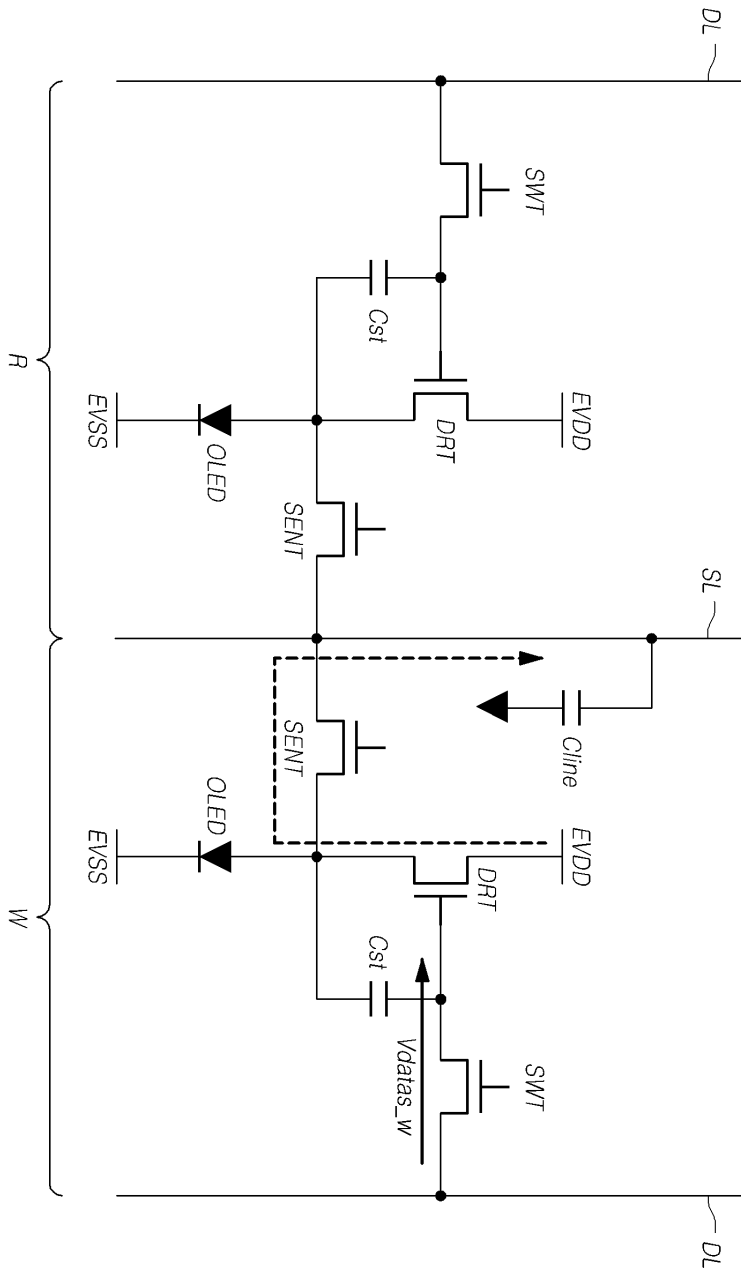 DL
SL
DL
EVDD
EVDD
Cline
SWT
SWT
DRT
DRT
Vdatas_w
Cst
Cst
SENT
SENT
OLED
OLED
EVSS
EVSS
R
W